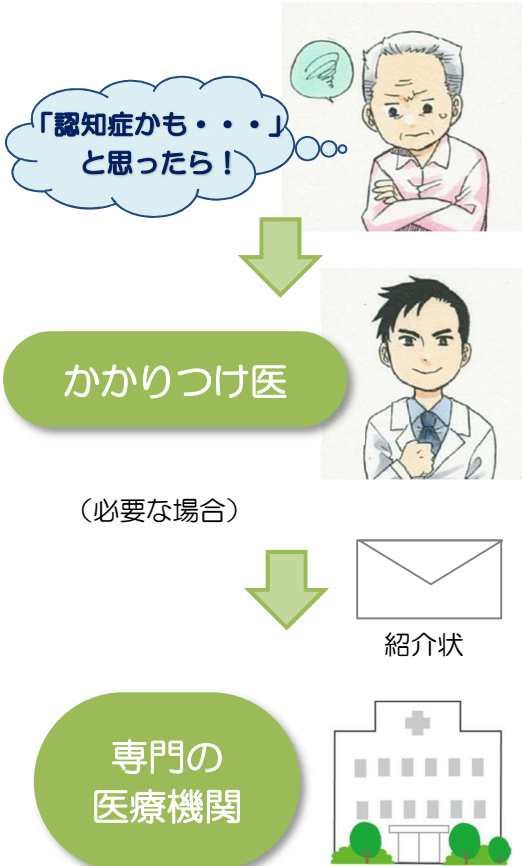 「認知症かも・・・」
と思ったら！
かかりつけ医
（必要な場合）
紹介状
専門の
医療機関